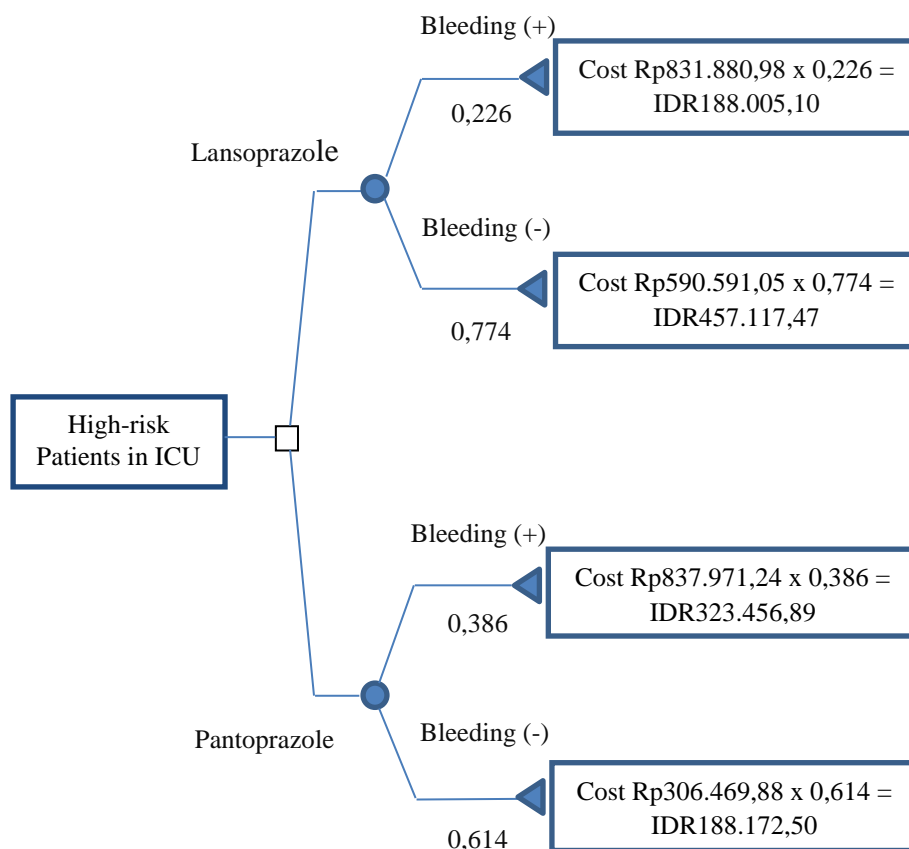 Bleeding (+)
Cost Rp831.880,98 x 0,226 =
IDR188.005,10
0,226
Lansoprazole
Bleeding (-)
Cost Rp590.591,05 x 0,774 =
IDR457.117,47
0,774
High-risk
Patients in ICU
Bleeding (+)
Cost Rp837.971,24 x 0,386 =
IDR323.456,89
0,386
Pantoprazole
Bleeding (-)
Cost Rp306.469,88 x 0,614 =
IDR188.172,50
0,614